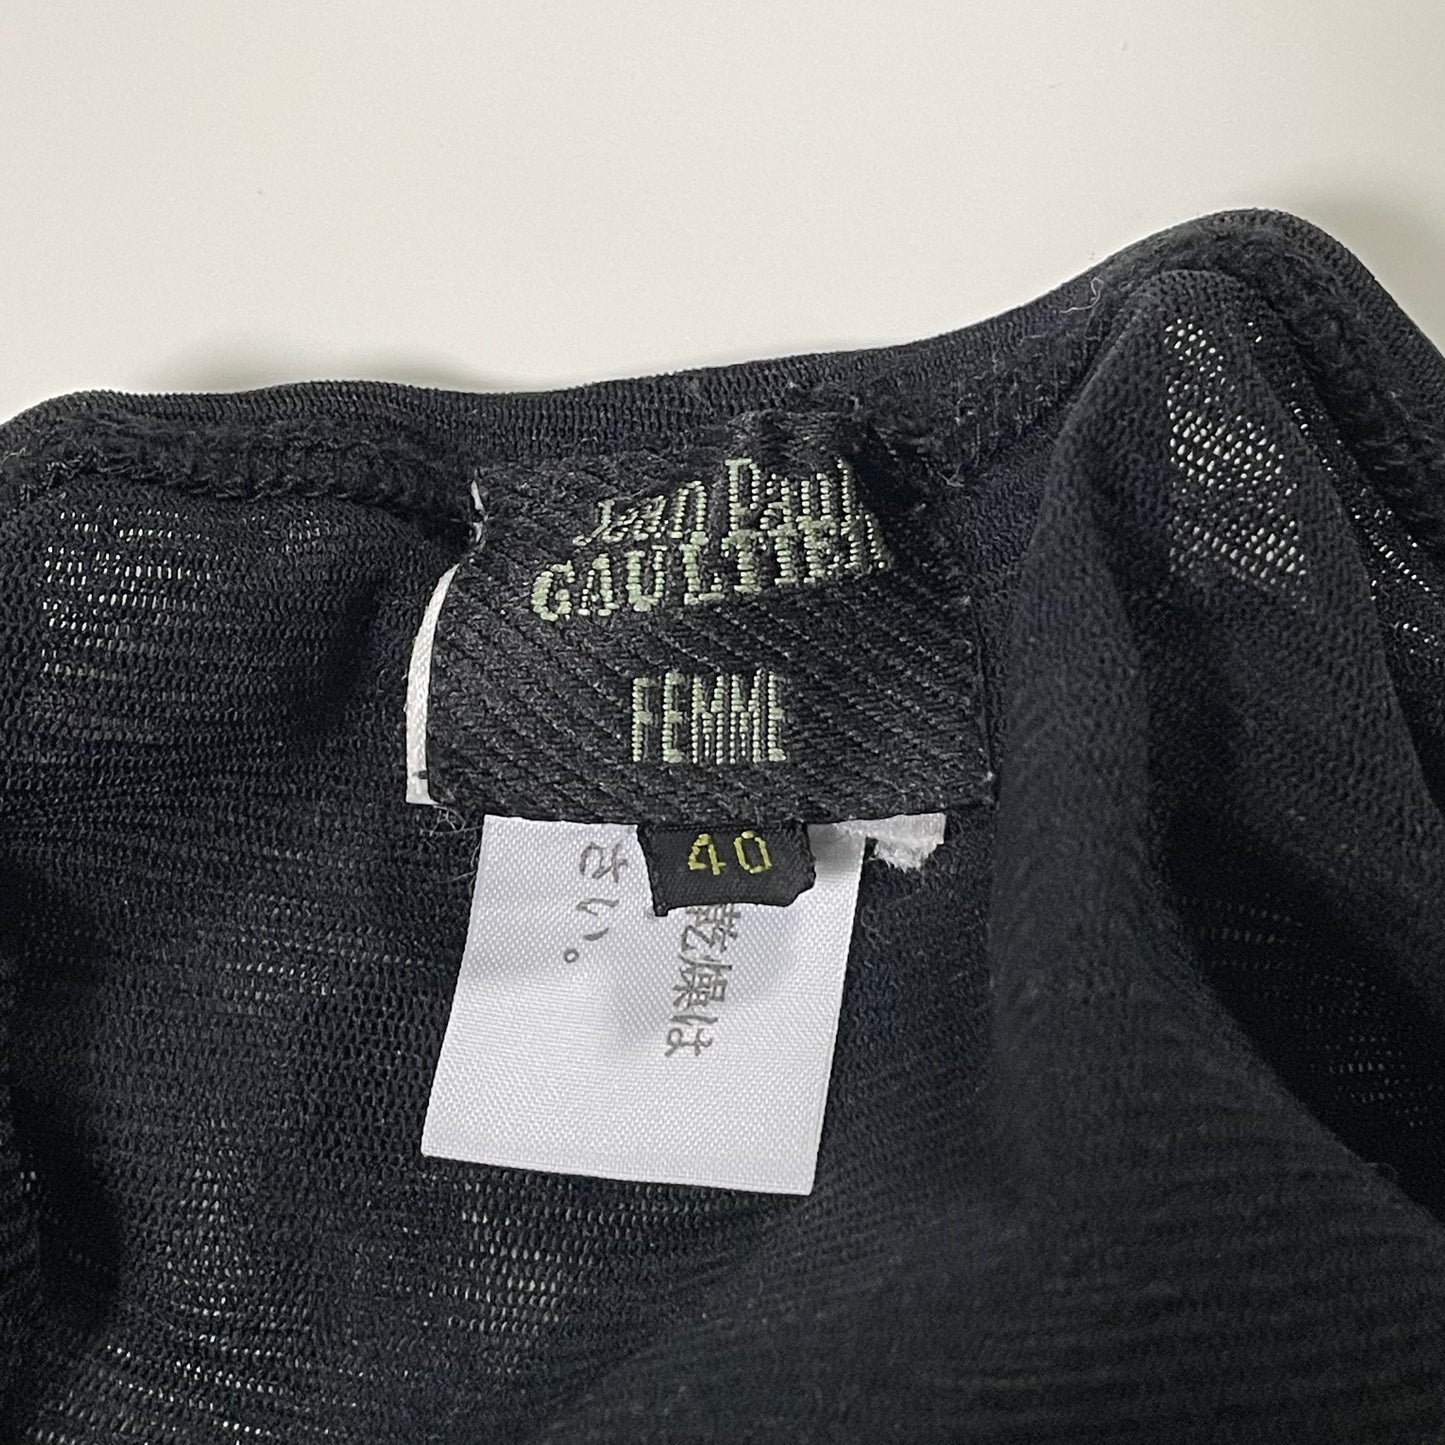 Jean Paul
GAULTIER
FEMME
40
乾燥は
さい。